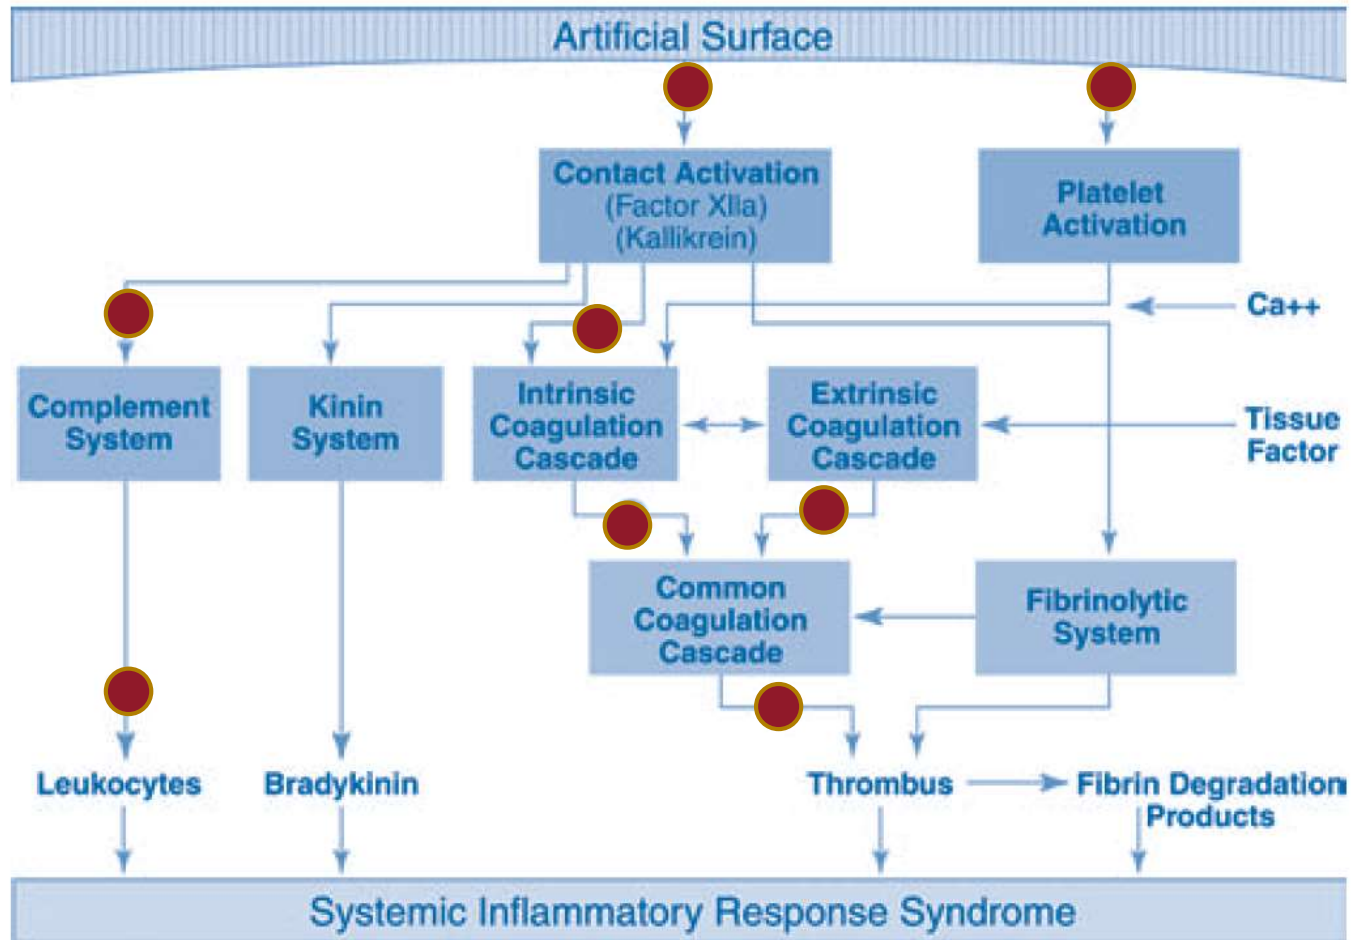 Artificial Surface
Contact Activation
(Factor XIIa)
(Kallikrein)
Platelet
Activation
Ca++
Complement
System
Kinin
System
Intrinsic
Coagulation
Cascade
Extrinsic
Coagulation
Cascade
Tissue
Factor
Common
Coagulation
Cascade
Fibrinolytic
System
Leukocytes
Bradykinin
Thrombus
Fibrin Degradation
Products
Systemic Inflammatory Response Syndrome